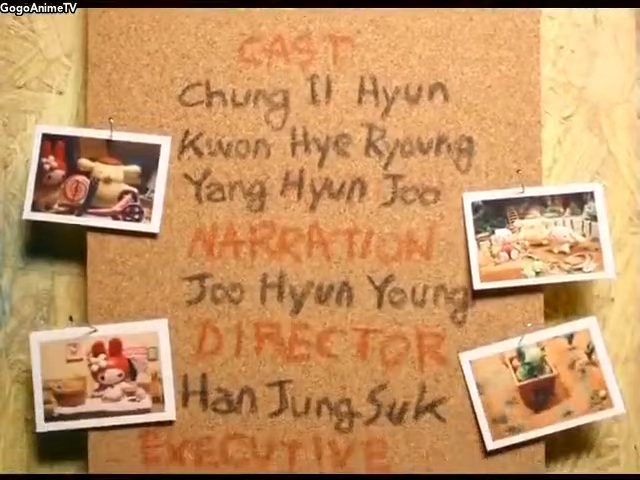 GogoAnimeTV
CAST
Chung Il Hyun
Kwon Hye Ryoung
Yang Hyun Joo
NARRATION
Joo Hyun Young
DIRECTOR
Han Jung Suk
EXECUTIVE